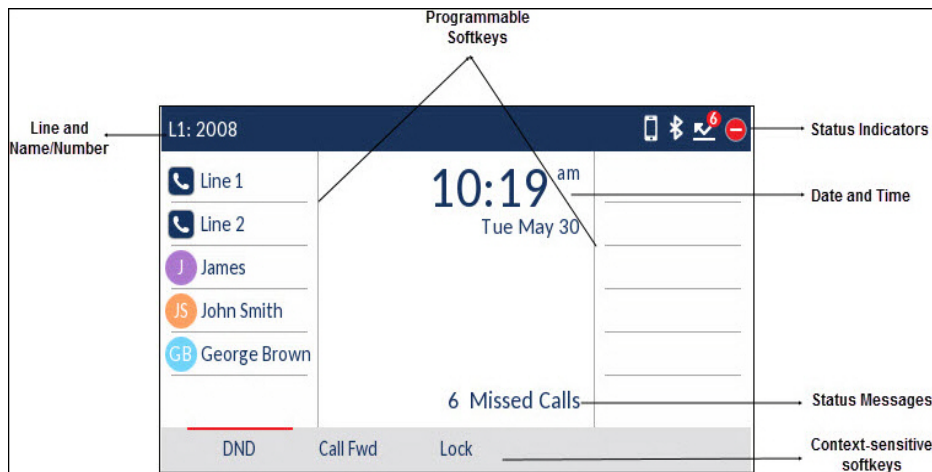 Programmable
Softkeys
Line and
Name/Number
L1: 2008
6
Status Indicators
Line 1
Line 2
J James
JS John Smith
GB George Brown
10:19 am
Tue May 30
Date and Time
6 Missed Calls
Status Messages
DND Call Fwd Lock
Context-sensitive
softkeys